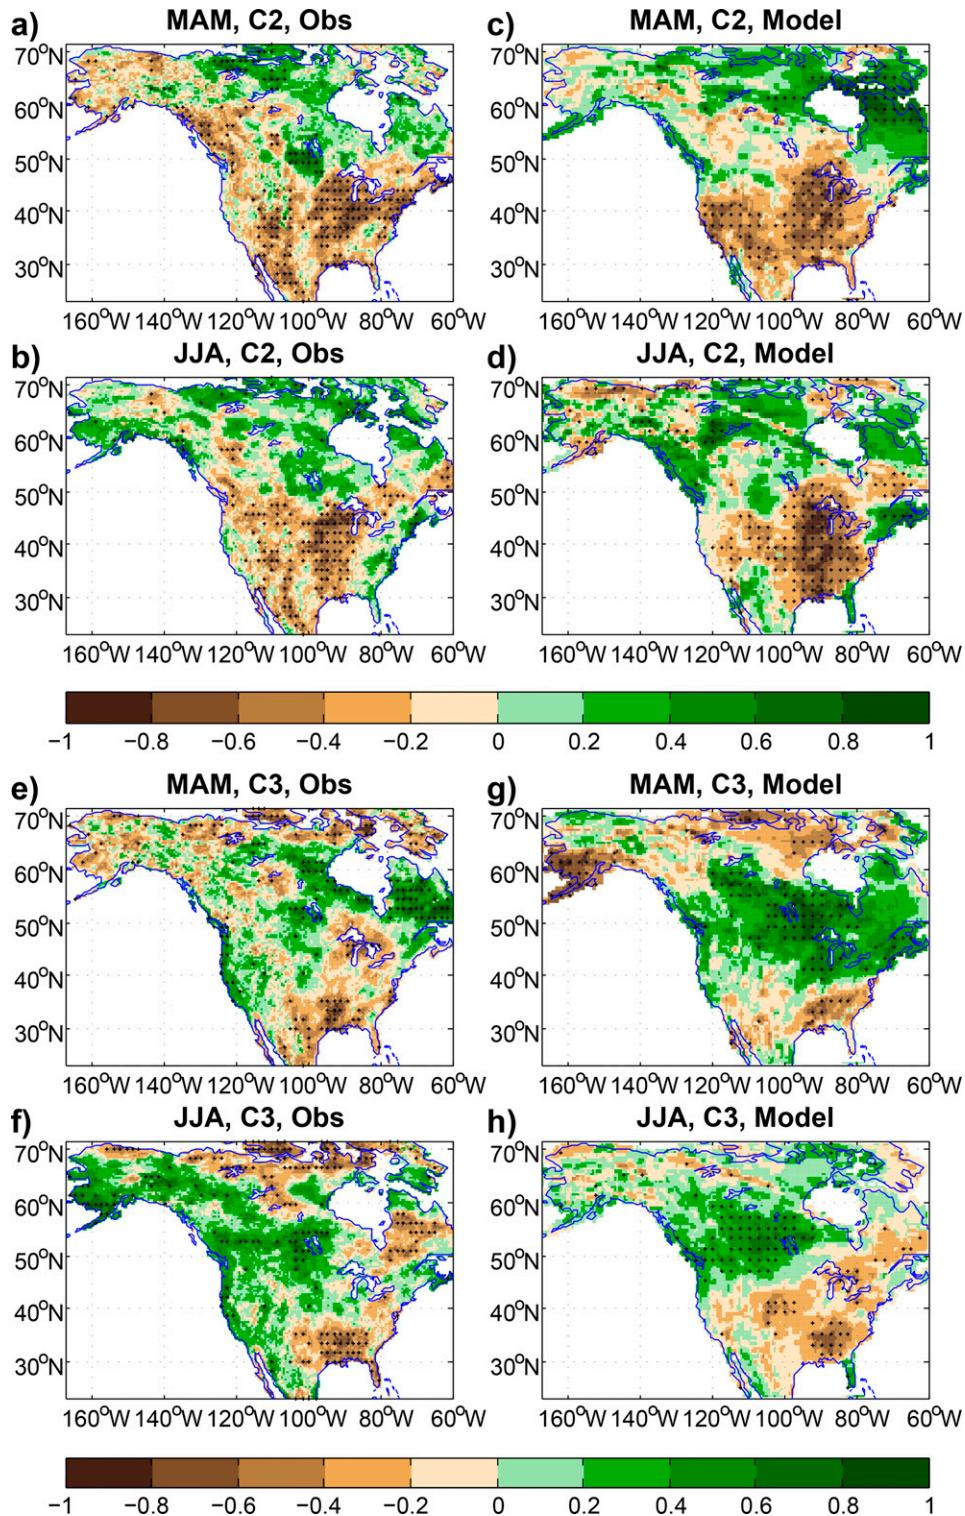 a) MAM, C2, Obs
70°N
60°N
50°N
40°N
30°N
160°W 140°W 120°W 100°W 80°W 60°W
c) MAM, C2, Model
70°N
60°N
50°N
40°N
30°N
160°W 140°W 120°W 100°W 80°W 60°W
b) JJA, C2, Obs
70°N
60°N
50°N
40°N
30°N
160°W 140°W 120°W 100°W 80°W 60°W
d) JJA, C2, Model
70°N
60°N
50°N
40°N
30°N
160°W 140°W 120°W 100°W 80°W 60°W
−1 −0.8 −0.6 −0.4 −0.2 0 0.2 0.4 0.6 0.8 1
e) MAM, C3, Obs
70°N
60°N
50°N
40°N
30°N
160°W 140°W 120°W 100°W 80°W 60°W
g) MAM, C3, Model
70°N
60°N
50°N
40°N
30°N
160°W 140°W 120°W 100°W 80°W 60°W
f) JJA, C3, Obs
70°N
60°N
50°N
40°N
30°N
160°W 140°W 120°W 100°W 80°W 60°W
h) JJA, C3, Model
70°N
60°N
50°N
40°N
30°N
160°W 140°W 120°W 100°W 80°W 60°W
−1 −0.8 −0.6 −0.4 −0.2 0 0.2 0.4 0.6 0.8 1